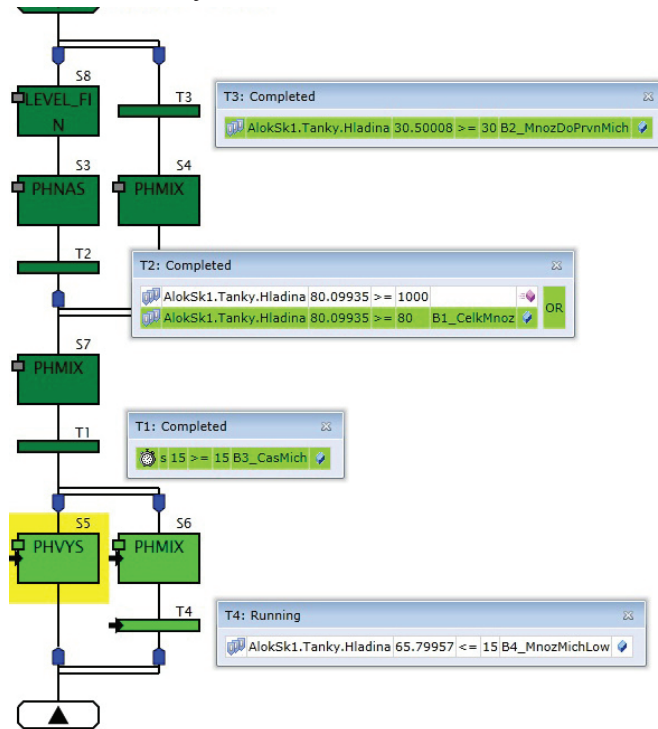 S8
LEVEL_FI
N
T3
T3: Completed
AlokSk1.Tanky.Hladina 30.50008 >= 30 B2_MnozDoPrvnMich
S3
PHNAS
S4
PHMIX
T2
T2: Completed
AlokSk1.Tanky.Hladina 80.09935 >= 1000
AlokSk1.Tanky.Hladina 80.09935 >= 80 B1_CelkMnoz
OR
S7
PHMIX
T1
T1: Completed
s 15 >= 15 B3_CasMich
S5
PHVYS
S6
PHMIX
T4
T4: Running
AlokSk1.Tanky.Hladina 65.79957 <= 15 B4_MnozMichLow